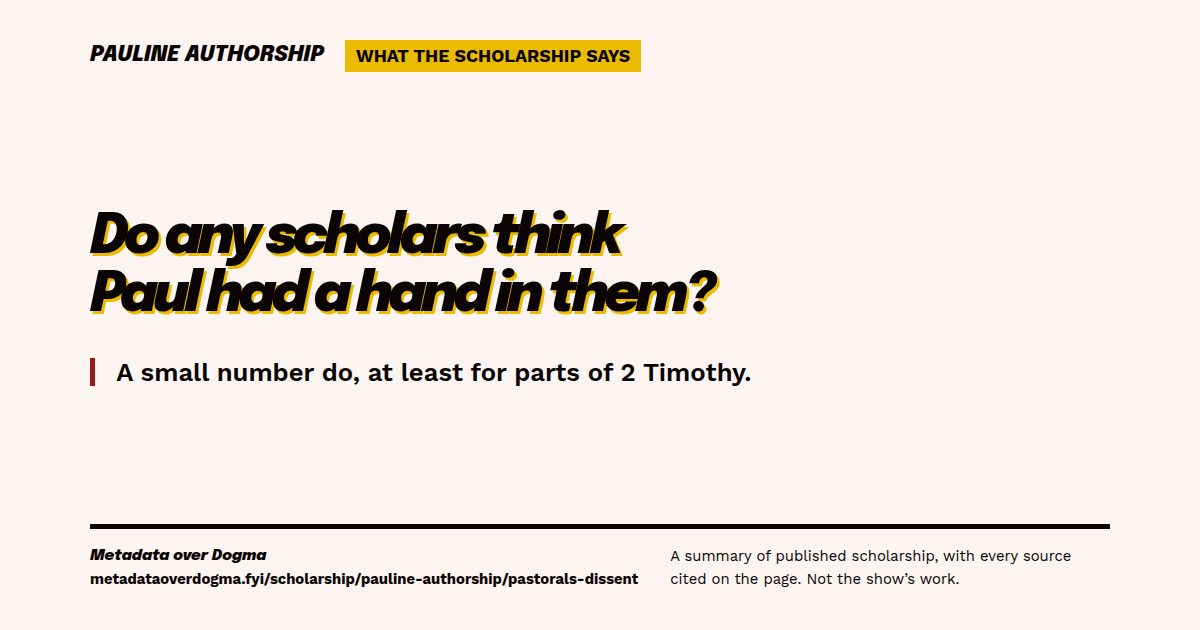 PAULINE AUTHORSHIP
WHAT THE SCHOLARSHIP SAYS
Do any scholars think
Paul had a hand in them?
A small number do, at least for parts of 2 Timothy.
Metadata over Dogma
metadataoverdogma.fyi/scholarship/pauline-authorship/pastorals-dissent
A summary of published scholarship, with every source
cited on the page. Not the show’s work.